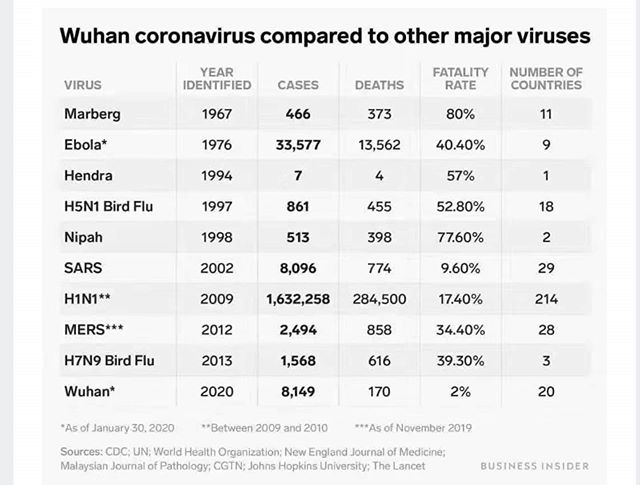 Wuhan coronavirus compared to other major viruses
VIRUS YEAR IDENTIFIED CASES DEATHS FATALITY RATE NUMBER OF COUNTRIES
Marberg 1967 466 373 80% 11
Ebola* 1976 33,577 13,562 40.40% 9
Hendra 1994 7 4 57% 1
H5N1 Bird Flu 1997 861 455 52.80% 18
Nipah 1998 513 398 77.60% 2
SARS 2002 8,096 774 9.60% 29
H1N1** 2009 1,632,258 284,500 17.40% 214
MERS*** 2012 2,494 858 34.40% 28
H7N9 Bird Flu 2013 1,568 616 39.30% 3
Wuhan* 2020 8,149 170 2% 20
*As of January 30, 2020 **Between 2009 and 2010 ***As of November 2019
Sources: CDC; UN; World Health Organization; New England Journal of Medicine;
Malaysian Journal of Pathology; CGTN; Johns Hopkins University; The Lancet
BUSINESS INSIDER